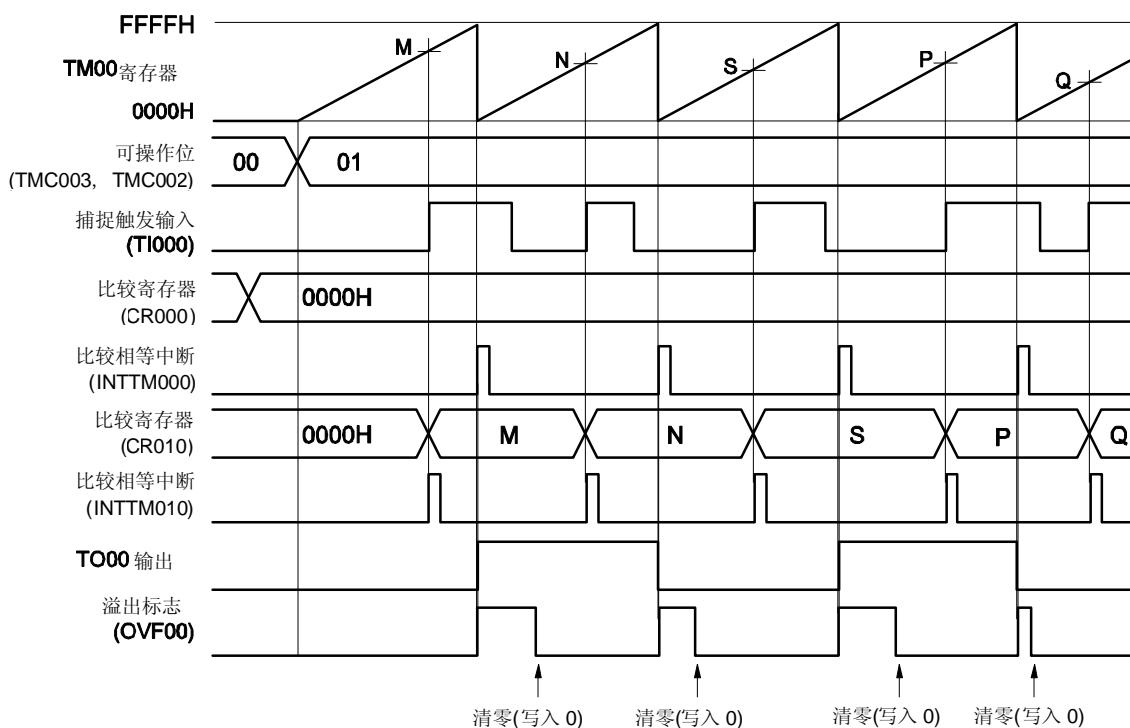 FFFFH
M N S P Q
TM00寄存器
0000H
可操作位
(TMC003, TMC002)
00 01
捕捉触发输入
(TI000)
比较寄存器
(CR000)
0000H
比较相等中断
(INTTM000)
比较寄存器
(CR010)
0000H M N S P Q
比较相等中断
(INTTM010)
TO00 输出
溢出标志
(OVF00)
清零(写入 0) 清零(写入 0) 清零(写入 0) 清零(写入 0)